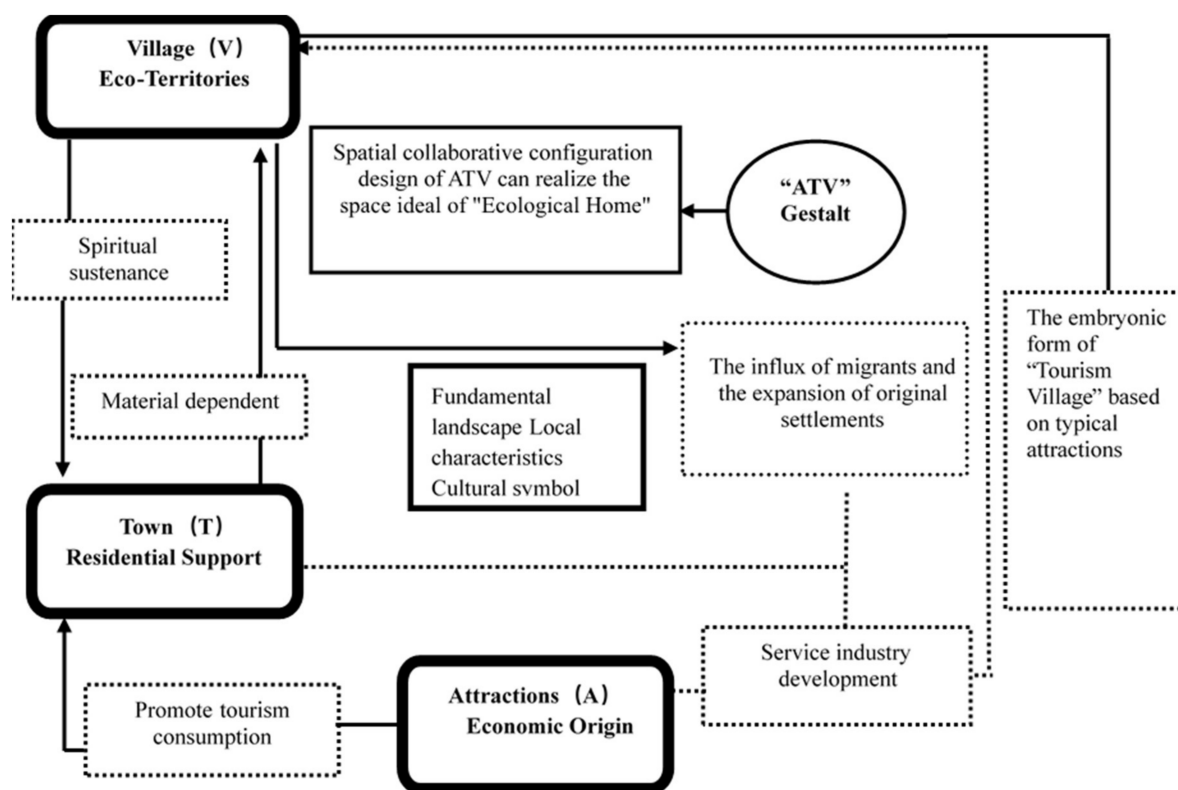 Village（V）
Eco-Territories
Spatial collaborative configuration
design of ATV can realize the
space ideal of "Ecological Home"
“ATV”
Gestalt
Spiritual
sustenance
Material dependent
The influx of migrants and
the expansion of original
settlements
The embryonic
form of
“Tourism
Village” based
on typical
attractions
Fundamental
landscape Local
characteristics
Cultural svmbol
Town（T）
Residential Support
Service industry
development
Attractions（A）
Economic Origin
Promote tourism
consumption